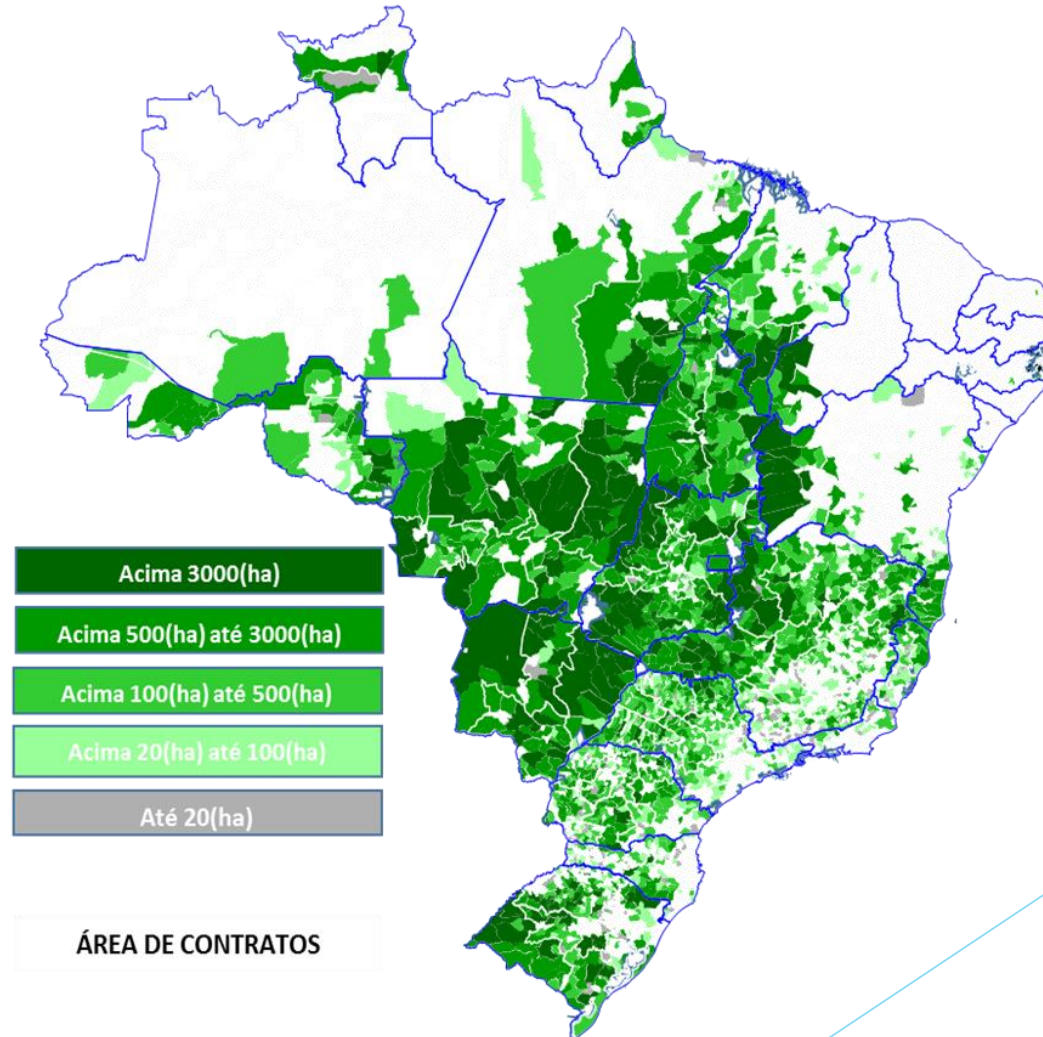 Acima 3000(ha)
Acima 500(ha) até 3000(ha)
Acima 100(ha) até 500(ha)
Acima 20(ha) até 100(ha)
Até 20(ha)
ÁREA DE CONTRATOS